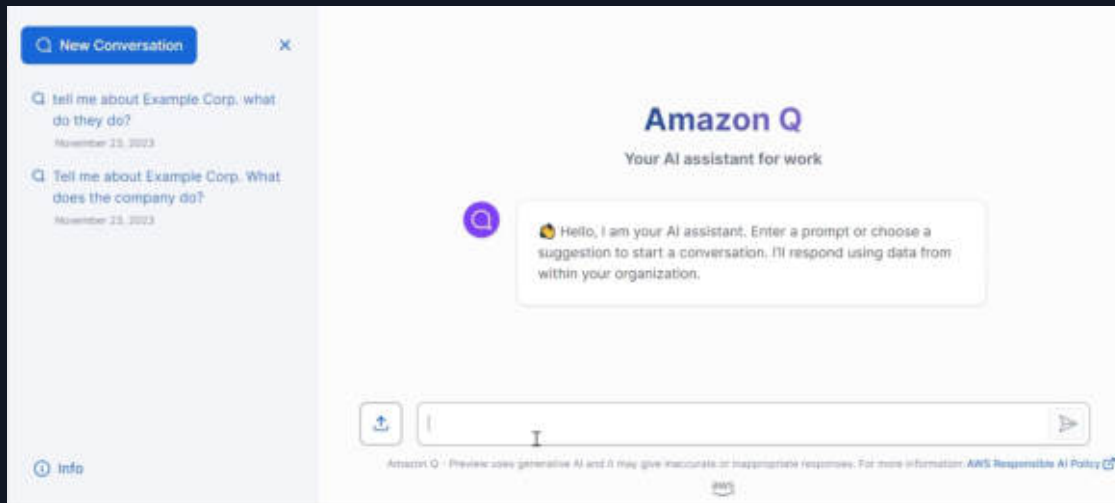 New Conversation
tell me about Example Corp. what
do they do?
November 23, 2023
Tell me about Example Corp. What
does the company do?
November 23, 2023
Info
Amazon Q
Your AI assistant for work
Hello, I am your AI assistant. Enter a prompt or choose a
suggestion to start a conversation. I'll respond using data from
within your organization.
Amazon Q - Preview uses generative AI and it may give inaccurate or inappropriate responses. For more information AWS Responsible AI Policy
aws